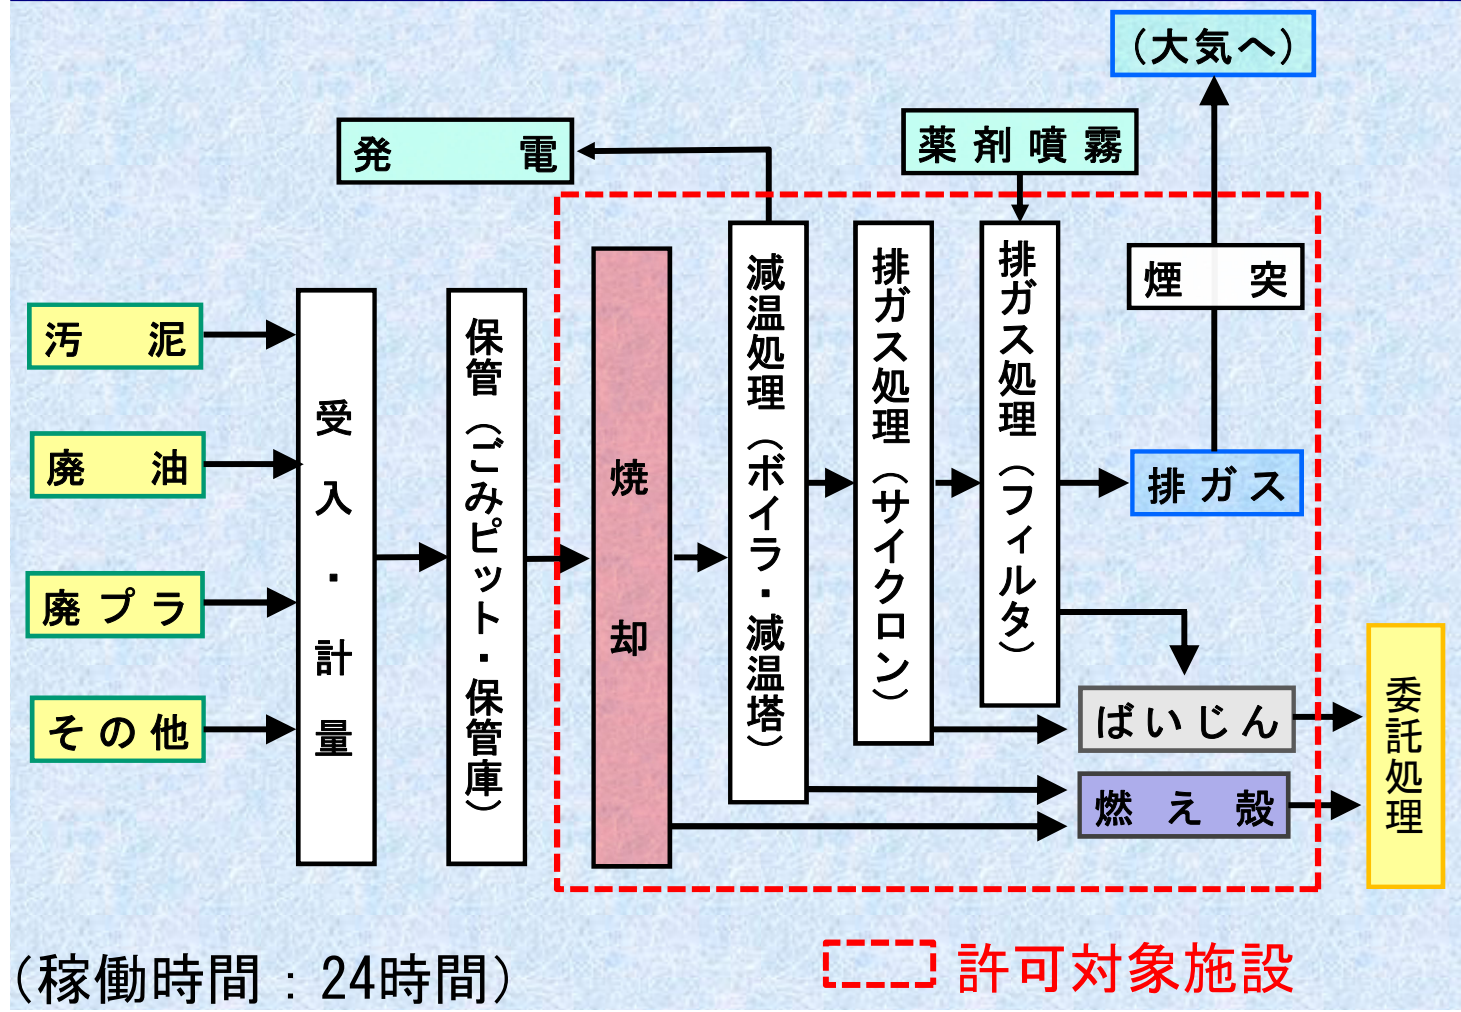 (大気へ)
発電
薬剤噴霧
汚泥
廃油
廃プラ
その他
受入・計量
保管(ごみピット・保管庫)
焼却
減温処理(ボイラ・減温塔)
排ガス処理(サイクロン)
排ガス処理(フィルタ)
煙突
排ガス
ばいじん
燃え殻
委託処理
(稼働時間:24時間)
許可対象施設